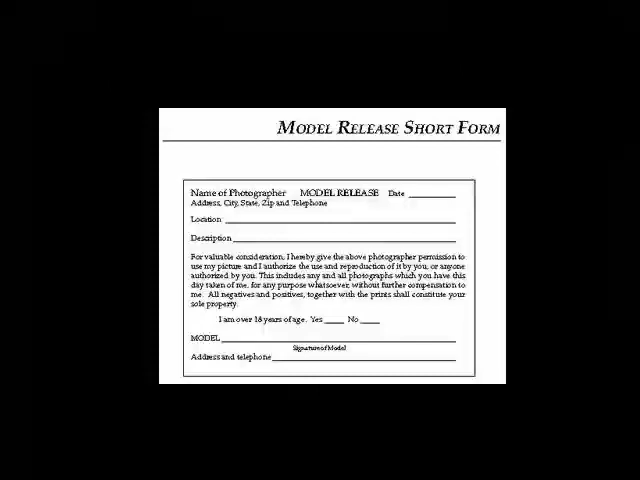 MODEL RELEASE SHORT FORM
Name of Photographer MODEL RELEASE Date
Address, City, State, Zip and Telephone
Location
Description
For valuable consideration, I hereby give the above photographer permission to
use my picture and I authorize the use and reproduction of it by you, or anyone
authorized by you. This includes any and all photographs which you have this
day taken of me, for any purpose whatsoever, without further compensation to
me. All negatives and positives, together with the prints shall constitute your
sole property.
I am over 18 years of age. Yes ____ No ____
MODEL
Signature of Model
Address and telephone